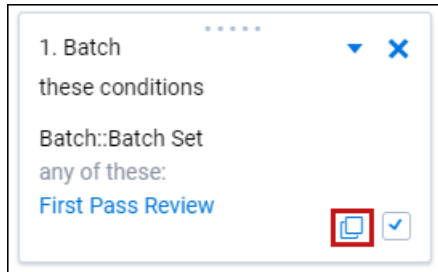 1. Batch
these conditions
Batch::Batch Set
any of these:
First Pass Review